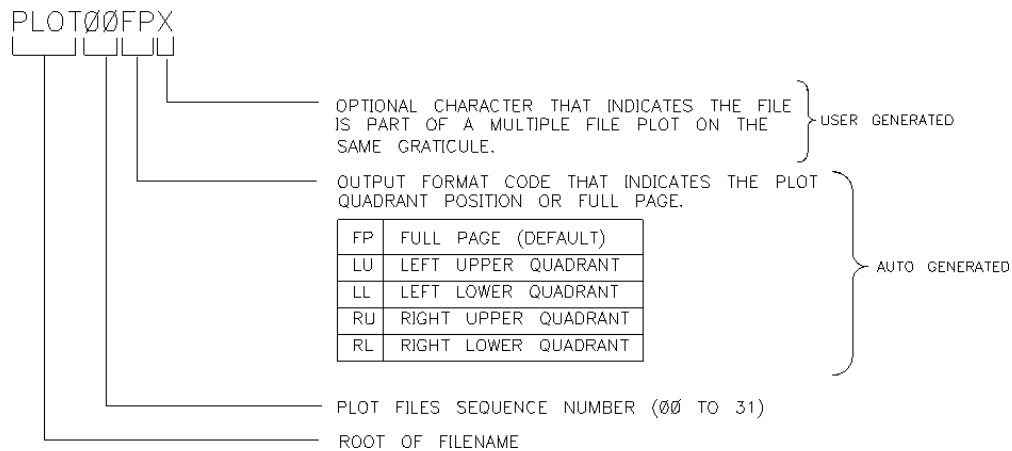 PLOTØØFPX
OPTIONAL CHARACTER THAT INDICATES THE FILE
IS PART OF A MULTIPLE FILE PLOT ON THE
SAME GRATICULE.
USER GENERATED
OUTPUT FORMAT CODE THAT INDICATES THE PLOT
QUADRANT POSITION OR FULL PAGE.
FP FULL PAGE (DEFAULT)
LU LEFT UPPER QUADRANT
LL LEFT LOWER QUADRANT
RU RIGHT UPPER QUADRANT
RL RIGHT LOWER QUADRANT
AUTO GENERATED
PLOT FILES SEQUENCE NUMBER (ØØ TO 31)
ROOT OF FILENAME